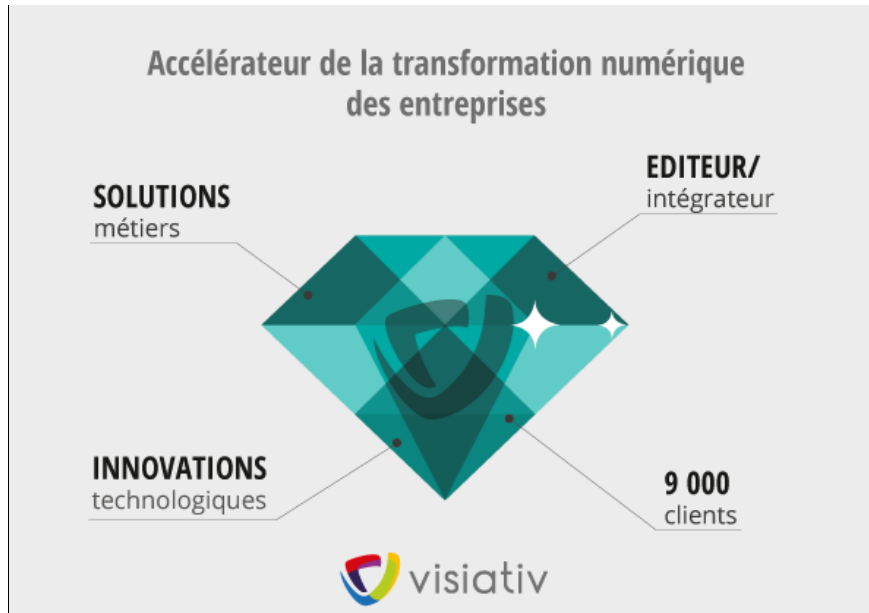 Accélérateur de la transformation numérique
des entreprises
SOLUTIONS
métiers
EDITEUR/
intégrateur
INNOVATIONS
technologiques
9 000
clients
visiativ